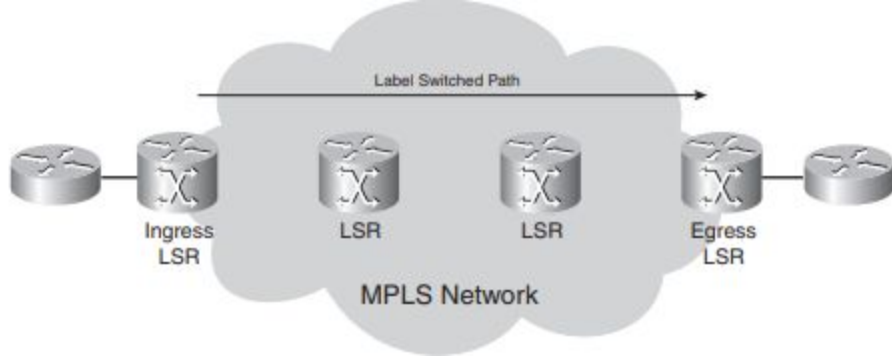 Label Switched Path
Ingress
LSR
LSR
LSR
Egress
LSR
MPLS Network